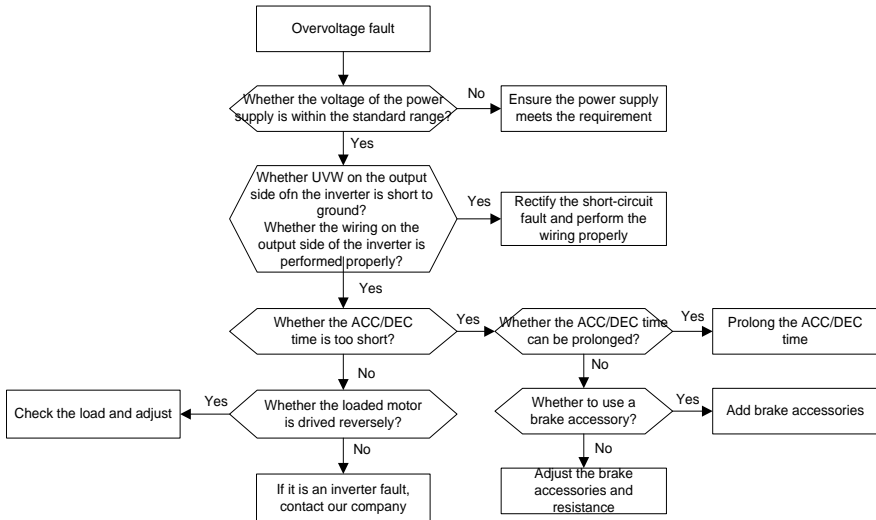 Overvoltage fault
Whether the voltage of the power
supply is within the standard range?
No
Ensure the power supply
meets the requirement
Yes
Whether UVW on the output
side ofn the inverter is short to
ground?
Whether the wiring on the
output side of the inverter is
performed properly?
Yes
Rectify the short-circuit
fault and perform the
wiring properly
Yes
Whether the ACC/DEC
time is too short?
Yes
Whether the ACC/DEC time
can be prolonged?
Yes
Prolong the ACC/DEC
time
No
No
Check the load and adjust
Yes
Whether the loaded motor
is drived reversely?
Whether to use a
brake accessory?
Yes
Add brake accessories
No
No
If it is an inverter fault,
contact our company
Adjust the brake
accessories and
resistance